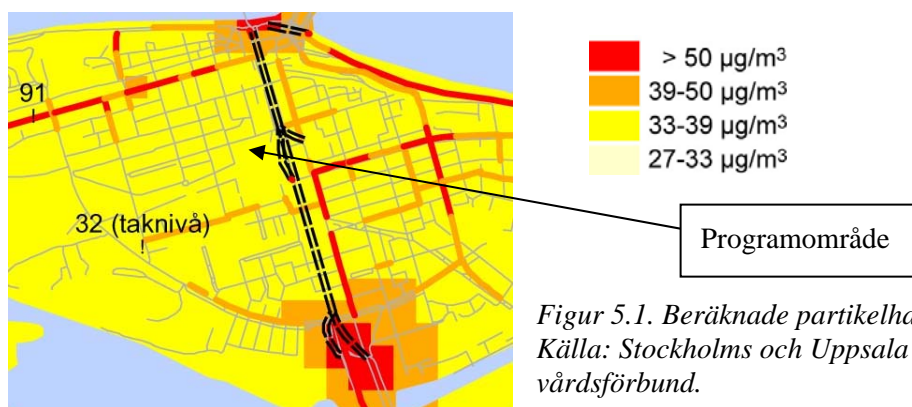 91
32 (taknivå)
> 50 µg/m³
39-50 µg/m³
33-39 µg/m³
27-33 µg/m³
Programområde
Figur 5.1. Beräknade
Källa: Stockholms och Uppsala
vårdsförbund.